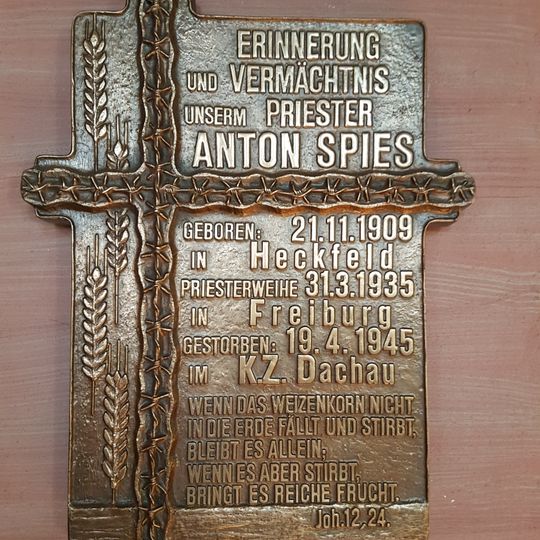 ERINNERUNG
UND VERMÄCHTNIS
UNSERM PRIESTER
ANTON SPIES
GEBOREN: 21.11.1909
IN Heckfeld
PRIESTERWEIHE 31.3.1935
IN Freiburg
GESTORBEN: 19.4.1945
IM K.Z. Dachau
WENN DAS WEIZENKORN NICHT
IN DIE ERDE FÄLLT UND STIRBT,
BLEIBT ES ALLEIN;
WENN ES ABER STIRBT,
BRINGT ES REICHE FRUCHT.
Joh.12,24.